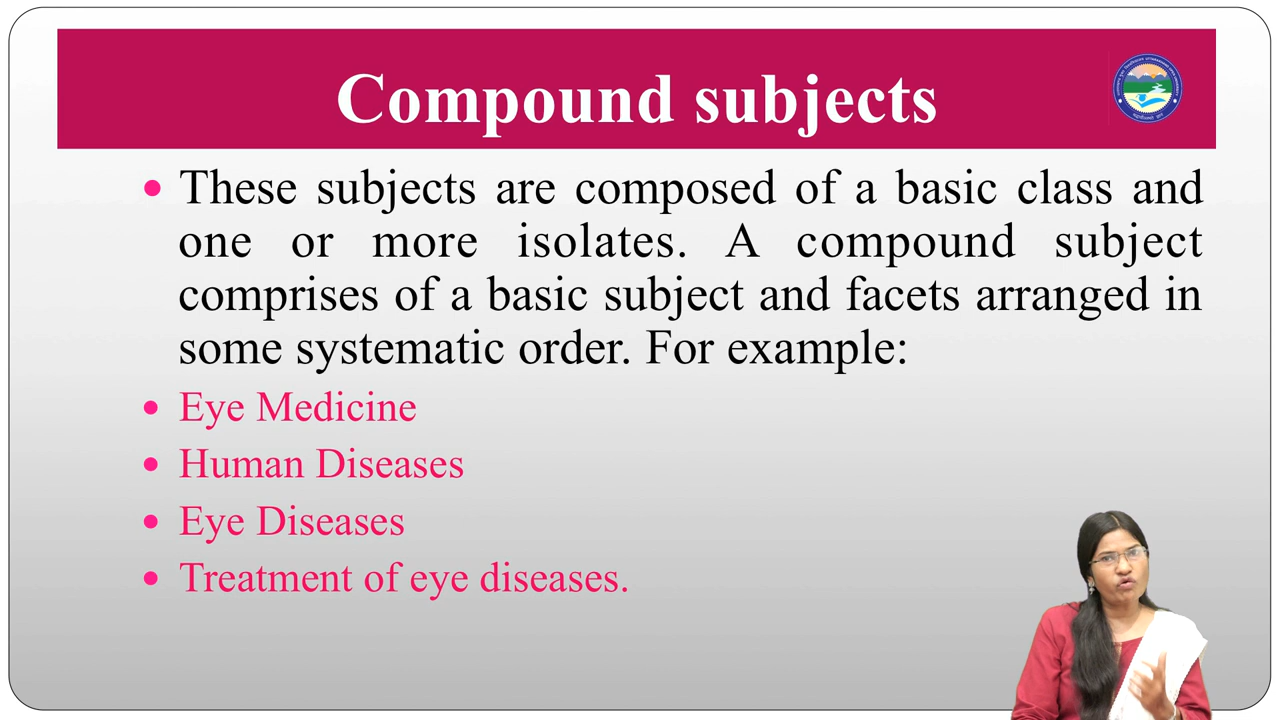 Compound subjects
• These subjects are composed of a basic class and
one or more isolates. A compound subject
comprises of a basic subject and facets arranged in
some systematic order. For example:
• Eye Medicine
• Human Diseases
• Eye Diseases
• Treatment of eye diseases.